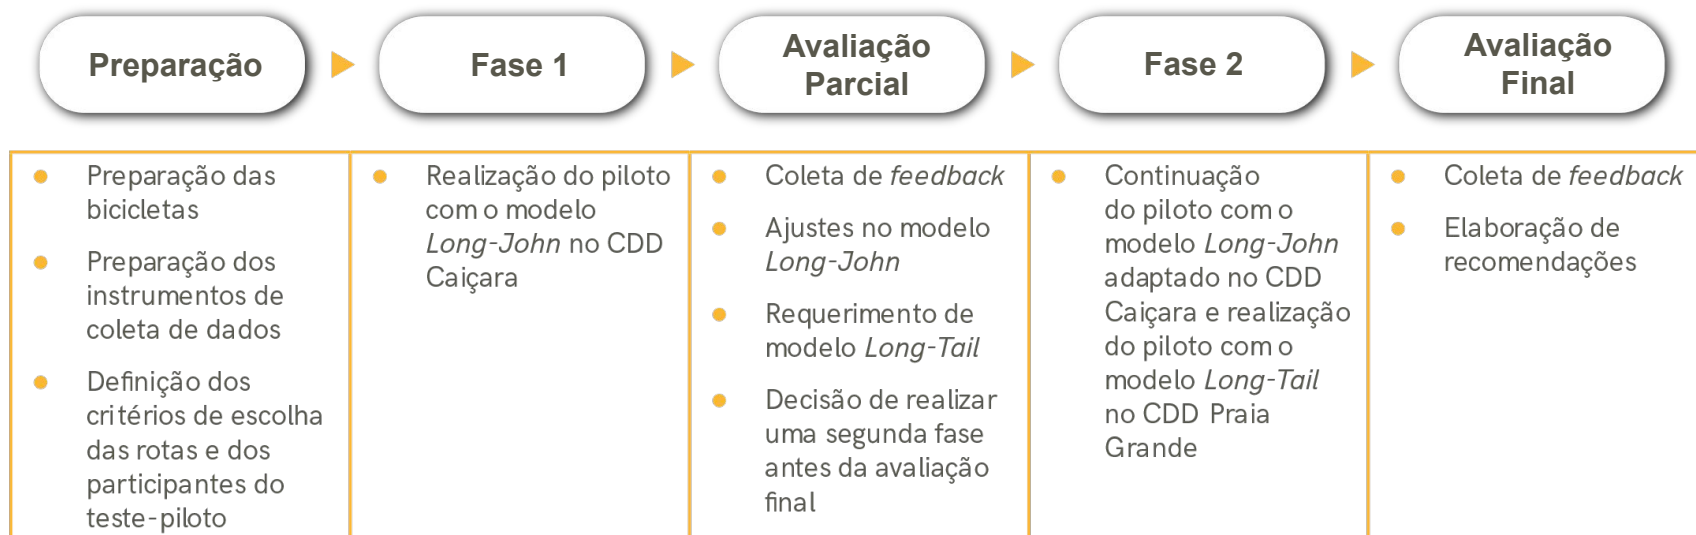 Preparação
Fase 1
Avaliação
Parcial
Fase 2
Avaliação
Final
Preparação das
bicicletas
Preparação dos
instrumentos de
coleta de dados
Definição dos
critérios de escolha
das rotas e dos
participantes do
teste-piloto
Realização do piloto
com o modelo
Long-John no CDD
Caiçara
Coleta de feedback
Ajustes no modelo
Long-John
Requerimento de
modelo Long-Tail
Decisão de realizar
uma segunda fase
antes da avaliação
final
Continuação
do piloto com o
modelo Long-John
adaptado no CDD
Caiçara e realização
do piloto com o
modelo Long-Tail
no CDD Praia
Grande
Coleta de feedback
Elaboração de
recomendações